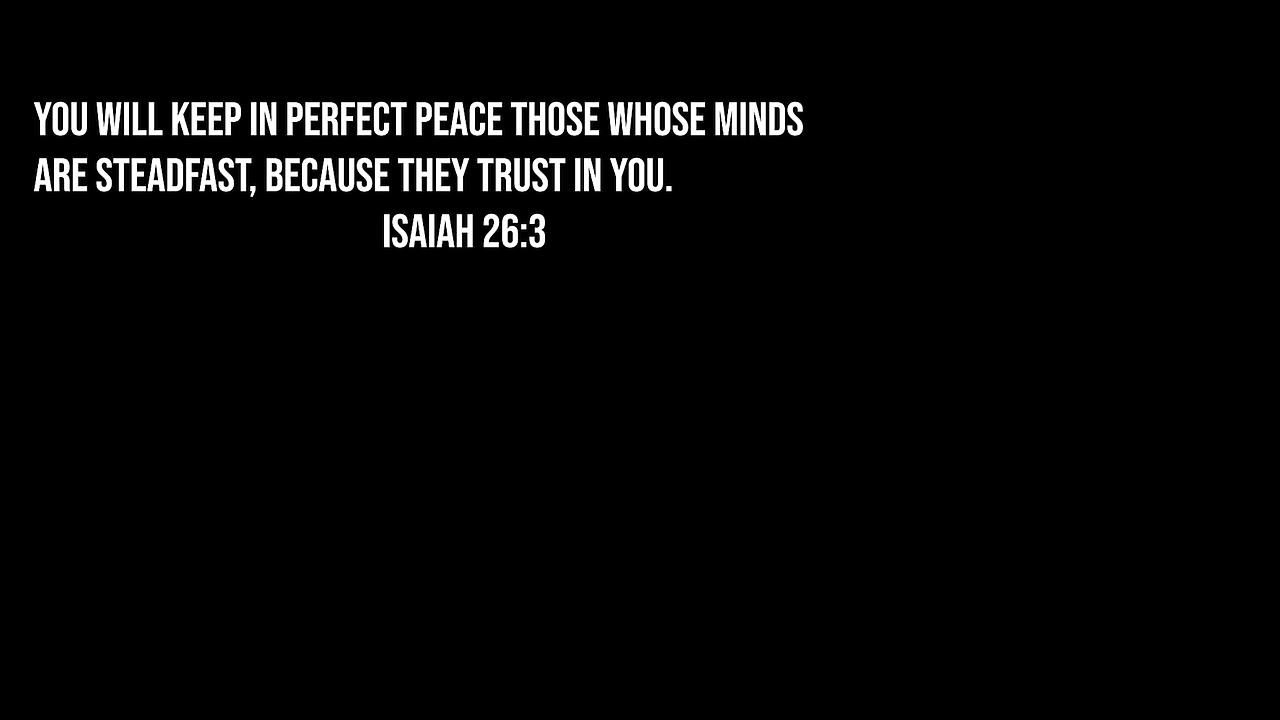 YOU WILL KEEP IN PERFECT PEACE THOSE WHOSE MINDS
ARE STEADFAST, BECAUSE THEY TRUST IN YOU.
ISAIAH 26:3